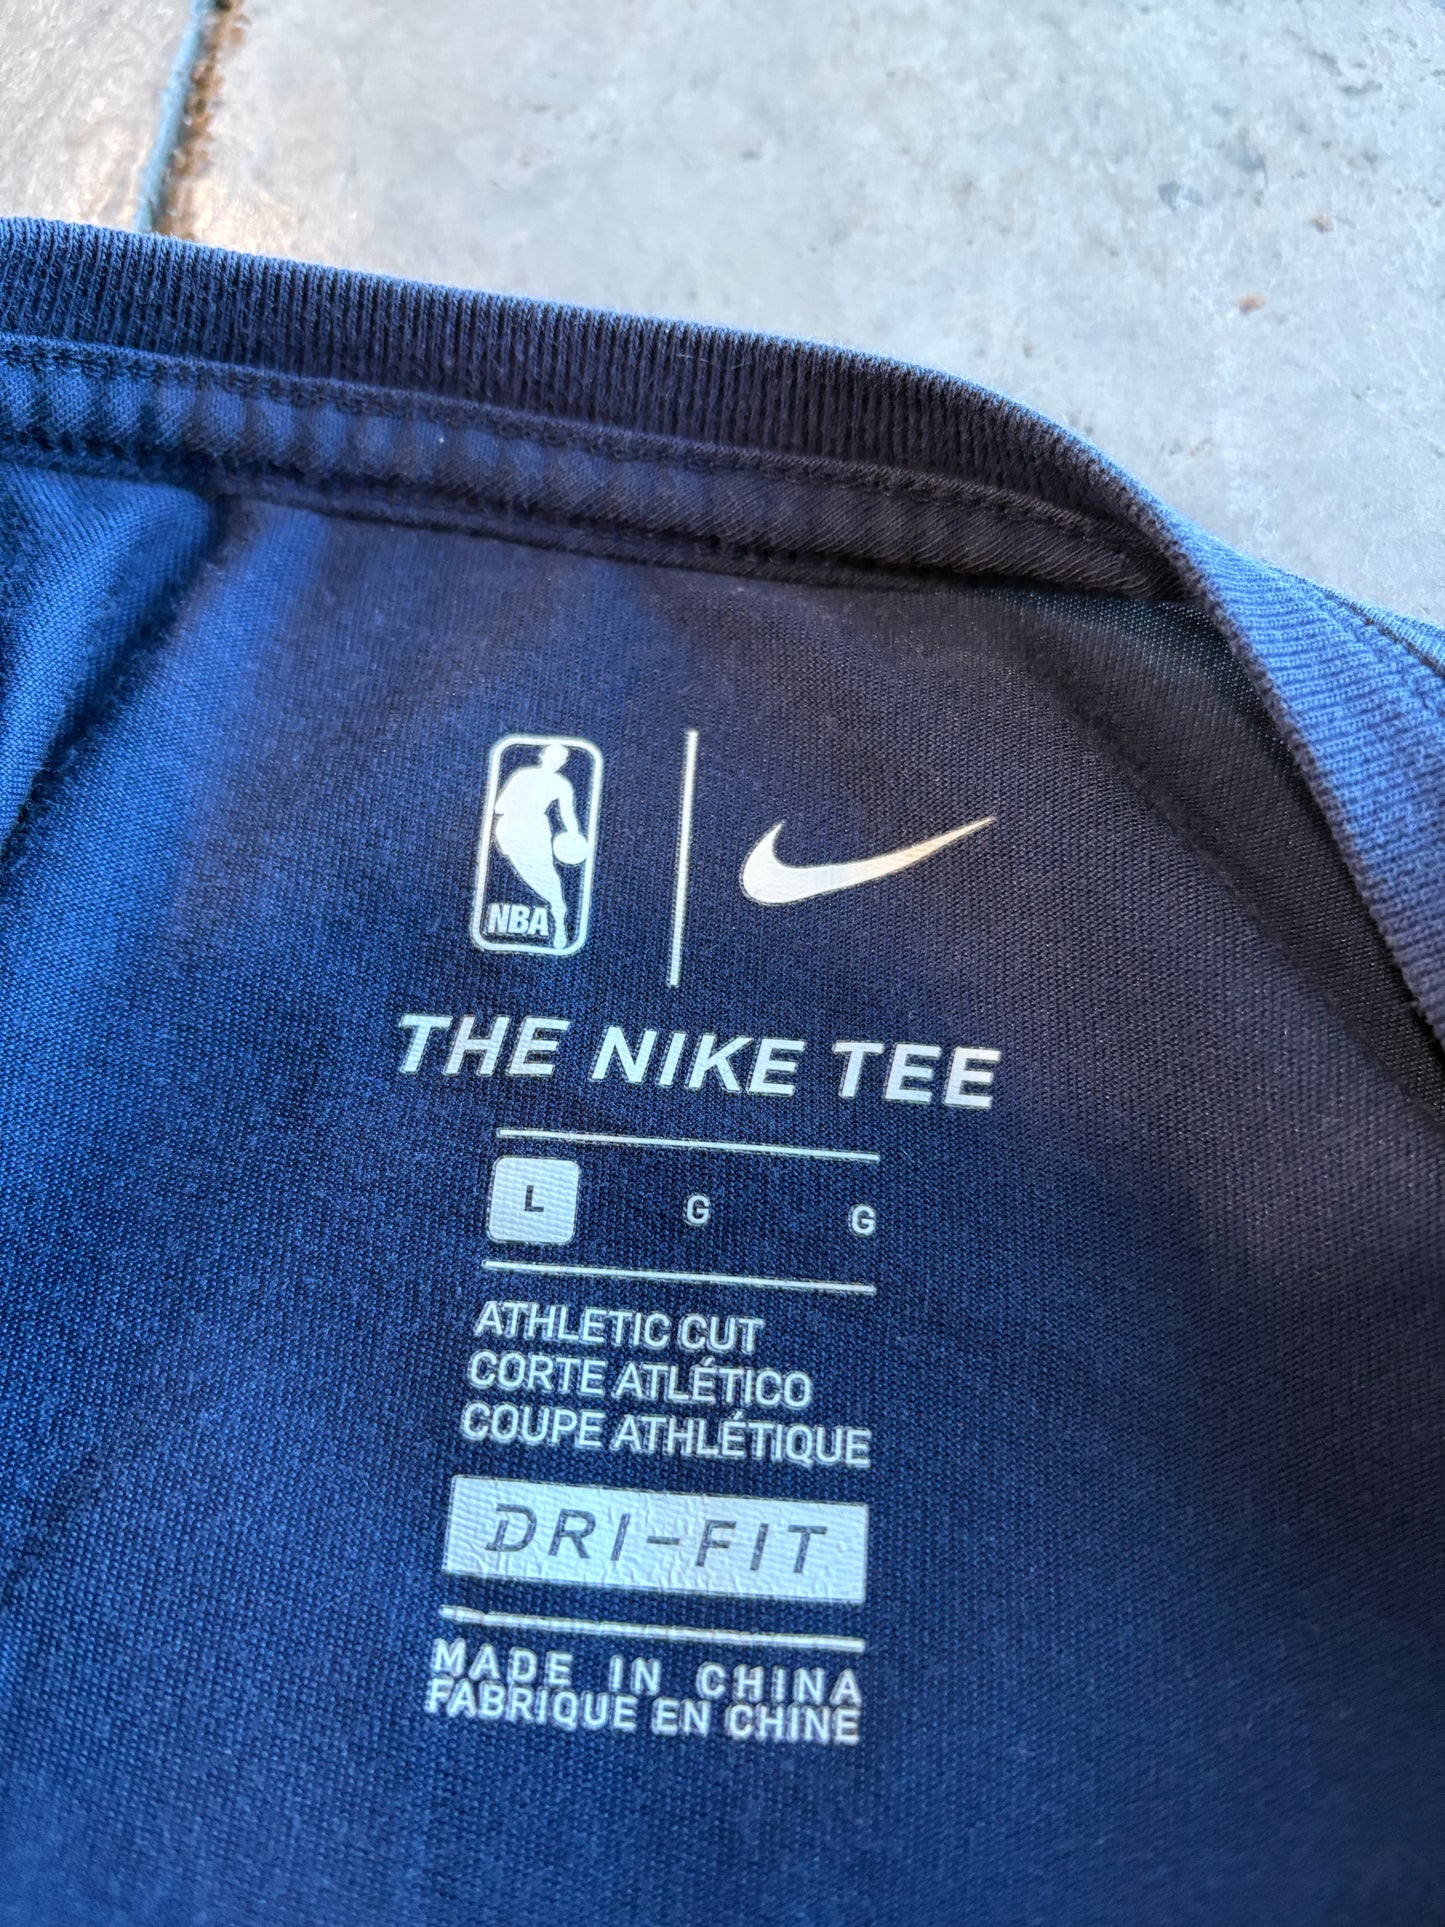 NBA
THE NIKE TEE
L G G
ATHLETIC CUT
CORTE ATLÉTICO
COUPE ATHLÉTIQUE
DRI-FIT
MADE IN CHINA
FABRIQUE EN CHINE